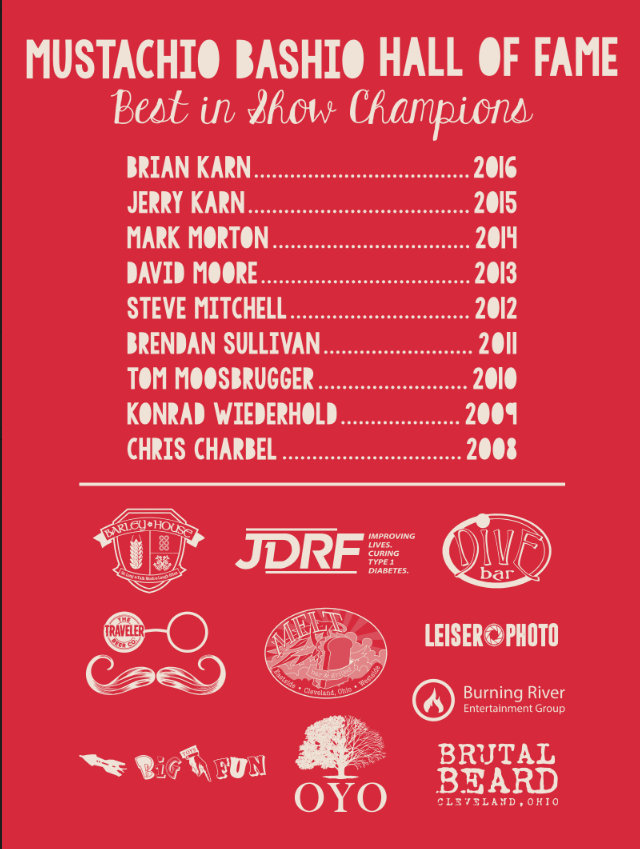 MUSTACHIO BASHIO HALL OF FAME
Best in Show Champions
BRIAN KARN........................................ 2016
JERRY KARN......................................... 2015
MARK MORTON.................................... 2014
DAVID MOORE...................................... 2013
STEVE MITCHELL................................. 2012
BRENDAN SULLIVAN........................... 2011
TOM MOOSBRUGGER............................ 2010
KONRAD WIEDERHOLD..................... 2009
CHRIS CHARBEL ................................ 2008
BARLEY HOUSE
JDRF
IMPROVING
LIVES.
CURING
TYPE 1
DIABETES.
DIVE
bar
THE
TRAVELER
BEER CO.
MELT
Eastside • Cleveland, Ohio • Westside
LEISER PHOTO
Burning River
Entertainment Group
BIG TOYS FUN
OYO
BRUTAL
BEARD
CLEVELAND, OHIO